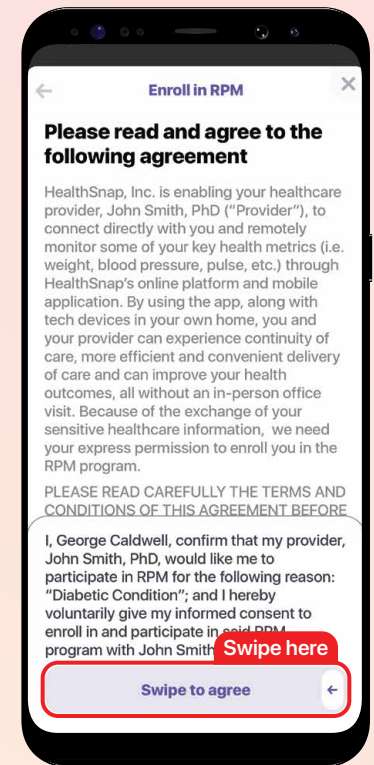 Enroll in RPM
Please read and agree to the
following agreement
HealthSnap, Inc. is enabling your healthcare
provider, John Smith, PhD ("Provider"), to
connect directly with you and remotely
monitor some of your key health metrics (i.e.
weight, blood pressure, pulse, etc.) through
HealthSnap's online platform and mobile
application. By using the app, along with
tech devices in your own home, you and
your provider can experience continuity of
care, more efficient and convenient delivery
of care and can improve your health
outcomes, all without an in-person office
visit. Because of the exchange of your
sensitive healthcare information, we need
your express permission to enroll you in the
RPM program.
PLEASE READ CAREFULLY THE TERMS AND
CONDITIONS OF THIS AGREEMENT BEFORE
I, George Caldwell, confirm that my provider,
John Smith, PhD, would like me to
participate in RPM for the following reason:
"Diabetic Condition"; and I hereby
voluntarily give my informed consent to
enroll in and participate in said RPM
program with John Smith
Swipe here
Swipe to agree